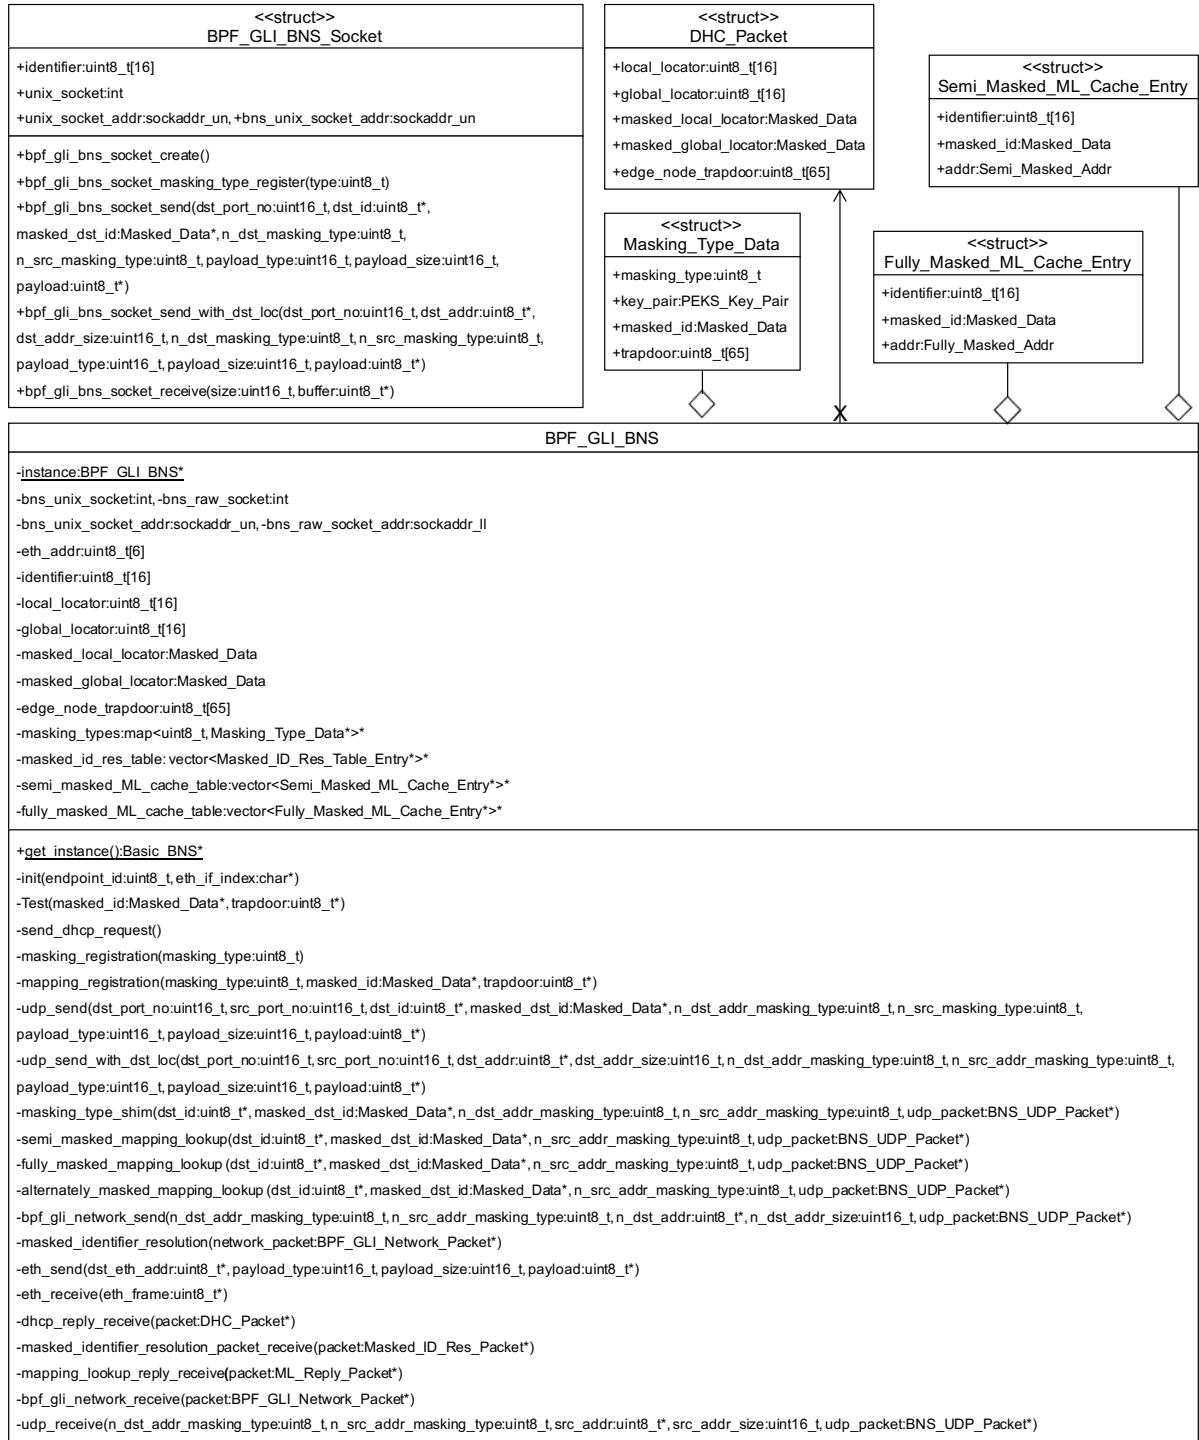 <<struct>>
BPF_GLI_BNS_Socket
+identifier:uint8_t[16]
+unix_socket:int
+unix_socket_addr:sockaddr_un, +bns_unix_socket_addr:sockaddr_un
+bpf_gli_bns_socket_create()
+bpf_gli_bns_socket_masking_type_register(type:uint8_t)
+bpf_gli_bns_socket_send(dst_port_no:uint16_t, dst_id:uint8_t*,
masked_dst_id:Masked_Data*, n_dst_masking_type:uint8_t,
n_src_masking_type:uint8_t, payload_type:uint16_t, payload_size:uint16_t,
payload:uint8_t*)
+bpf_gli_bns_socket_send_with_dst_loc(dst_port_no:uint16_t, dst_addr:uint8_t*,
dst_addr_size:uint16_t, n_dst_masking_type:uint8_t, n_src_masking_type:uint8_t,
payload_type:uint16_t, payload_size:uint16_t, payload:uint8_t*)
+bpf_gli_bns_socket_receive(size:uint16_t, buffer:uint8_t*)
<<struct>>
DHC_Packet
+local_locator:uint8_t[16]
+global_locator:uint8_t[16]
+masked_local_locator:Masked_Data
+masked_global_locator:Masked_Data
+edge_node_trapdoor:uint8_t[65]
<<struct>>
Semi_Masked_ML_Cache_Entry
+identifier:uint8_t[16]
+masked_id:Masked_Data
+addr:Semi_Masked_Addr
<<struct>>
Masking_Type_Data
+masking_type:uint8_t
+key_pair:PEKS_Key_Pair
+masked_id:Masked_Data
+trapdoor:uint8_t[65]
<<struct>>
Fully_Masked_ML_Cache_Entry
+identifier:uint8_t[16]
+masked_id:Masked_Data
+addr:Fully_Masked_Addr
X
BPF_GLI_BNS
-instance:BPF_GLI_BNS*
-bns_unix_socket:int, -bns_raw_socket:int
-bns_unix_socket_addr:sockaddr_un, -bns_raw_socket_addr:sockaddr_ll
-eth_addr:uint8_t[6]
-identifier:uint8_t[16]
-local_locator:uint8_t[16]
-global_locator:uint8_t[16]
-masked_local_locator:Masked_Data
-masked_global_locator:Masked_Data
-edge_node_trapdoor:uint8_t[65]
-masking_types:map<uint8_t, Masking_Type_Data*>*
-masked_id_res_table: vector<Masked_ID_Res_Table_Entry*>*
-semi_masked_ML_cache_table:vector<Semi_Masked_ML_Cache_Entry*>*
-fully_masked_ML_cache_table:vector<Fully_Masked_ML_Cache_Entry*>*
+get_instance():Basic_BNS*
-init(endpoint_id:uint8_t, eth_if_index:char*)
-Test(masked_id:Masked_Data*, trapdoor:uint8_t*)
-send_dhcp_request()
-masking_registration(masking_type:uint8_t)
-mapping_registration(masking_type:uint8_t, masked_id:Masked_Data*, trapdoor:uint8_t*)
-udp_send(dst_port_no:uint16_t, src_port_no:uint16_t, dst_id:uint8_t*, masked_dst_id:Masked_Data*, n_dst_addr_masking_type:uint8_t, n_src_masking_type:uint8_t,
payload_type:uint16_t, payload_size:uint16_t, payload:uint8_t*)
-udp_send_with_dst_loc(dst_port_no:uint16_t, src_port_no:uint16_t, dst_addr:uint8_t*, dst_addr_size:uint16_t, n_dst_addr_masking_type:uint8_t, n_src_addr_masking_type:uint8_t,
payload_type:uint16_t, payload_size:uint16_t, payload:uint8_t*)
-masking_type_shim(dst_id:uint8_t*, masked_dst_id:Masked_Data*, n_dst_addr_masking_type:uint8_t, n_src_addr_masking_type:uint8_t, udp_packet:BNS_UDP_Packet*)
-semi_masked_mapping_lookup(dst_id:uint8_t*, masked_dst_id:Masked_Data*, n_src_addr_masking_type:uint8_t, udp_packet:BNS_UDP_Packet*)
-fully_masked_mapping_lookup (dst_id:uint8_t*, masked_dst_id:Masked_Data*, n_src_addr_masking_type:uint8_t, udp_packet:BNS_UDP_Packet*)
-alternately_masked_mapping_lookup (dst_id:uint8_t*, masked_dst_id:Masked_Data*, n_src_addr_masking_type:uint8_t, udp_packet:BNS_UDP_Packet*)
-bpf_gli_network_send(n_dst_addr_masking_type:uint8_t, n_src_addr_masking_type:uint8_t, n_dst_addr:uint8_t*, n_dst_addr_size:uint16_t, udp_packet:BNS_UDP_Packet*)
-masked_identifier_resolution(network_packet:BPF_GLI_Network_Packet*)
-eth_send(dst_eth_addr:uint8_t*, payload_type:uint16_t, payload_size:uint16_t, payload:uint8_t*)
-eth_receive(eth_frame:uint8_t*)
-dhcp_reply_receive(packet:DHC_Packet*)
-masked_identifier_resolution_packet_receive(packet:Masked_ID_Res_Packet*)
-mapping_lookup_reply_receive(packet:ML_Reply_Packet*)
-bpf_gli_network_receive(packet:BPF_GLI_Network_Packet*)
-udp_receive(n_dst_addr_masking_type:uint8_t, n_src_addr_masking_type:uint8_t, src_addr:uint8_t*, src_addr_size:uint16_t, udp_packet:BNS_UDP_Packet*)